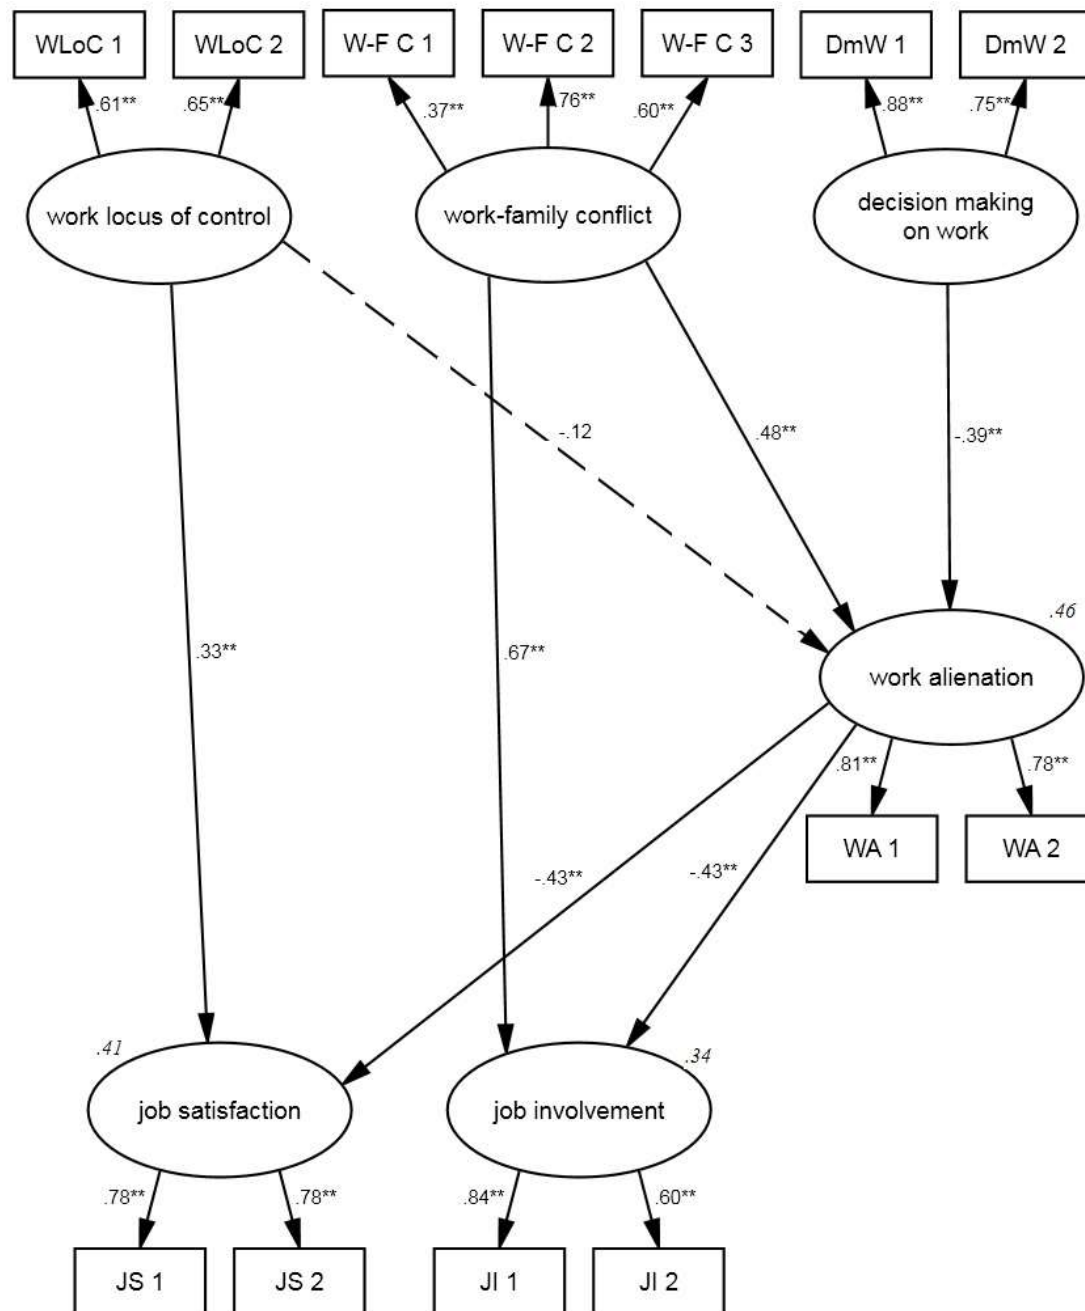 WLoC 1
WLoC 2
W-F C 1
W-F C 2
W-F C 3
DmW 1
DmW 2
.61**
.65**
.37**
.76**
.60**
.88**
.75**
work locus of control
work-family conflict
decision making
on work
-.12
.48**
-.39**
.33**
.67**
.46
work alienation
.81**
.78**
WA 1
WA 2
-.43**
-.43**
.41
.34
job satisfaction
job involvement
.78**
.78**
.84**
.60**
JS 1
JS 2
JI 1
JI 2